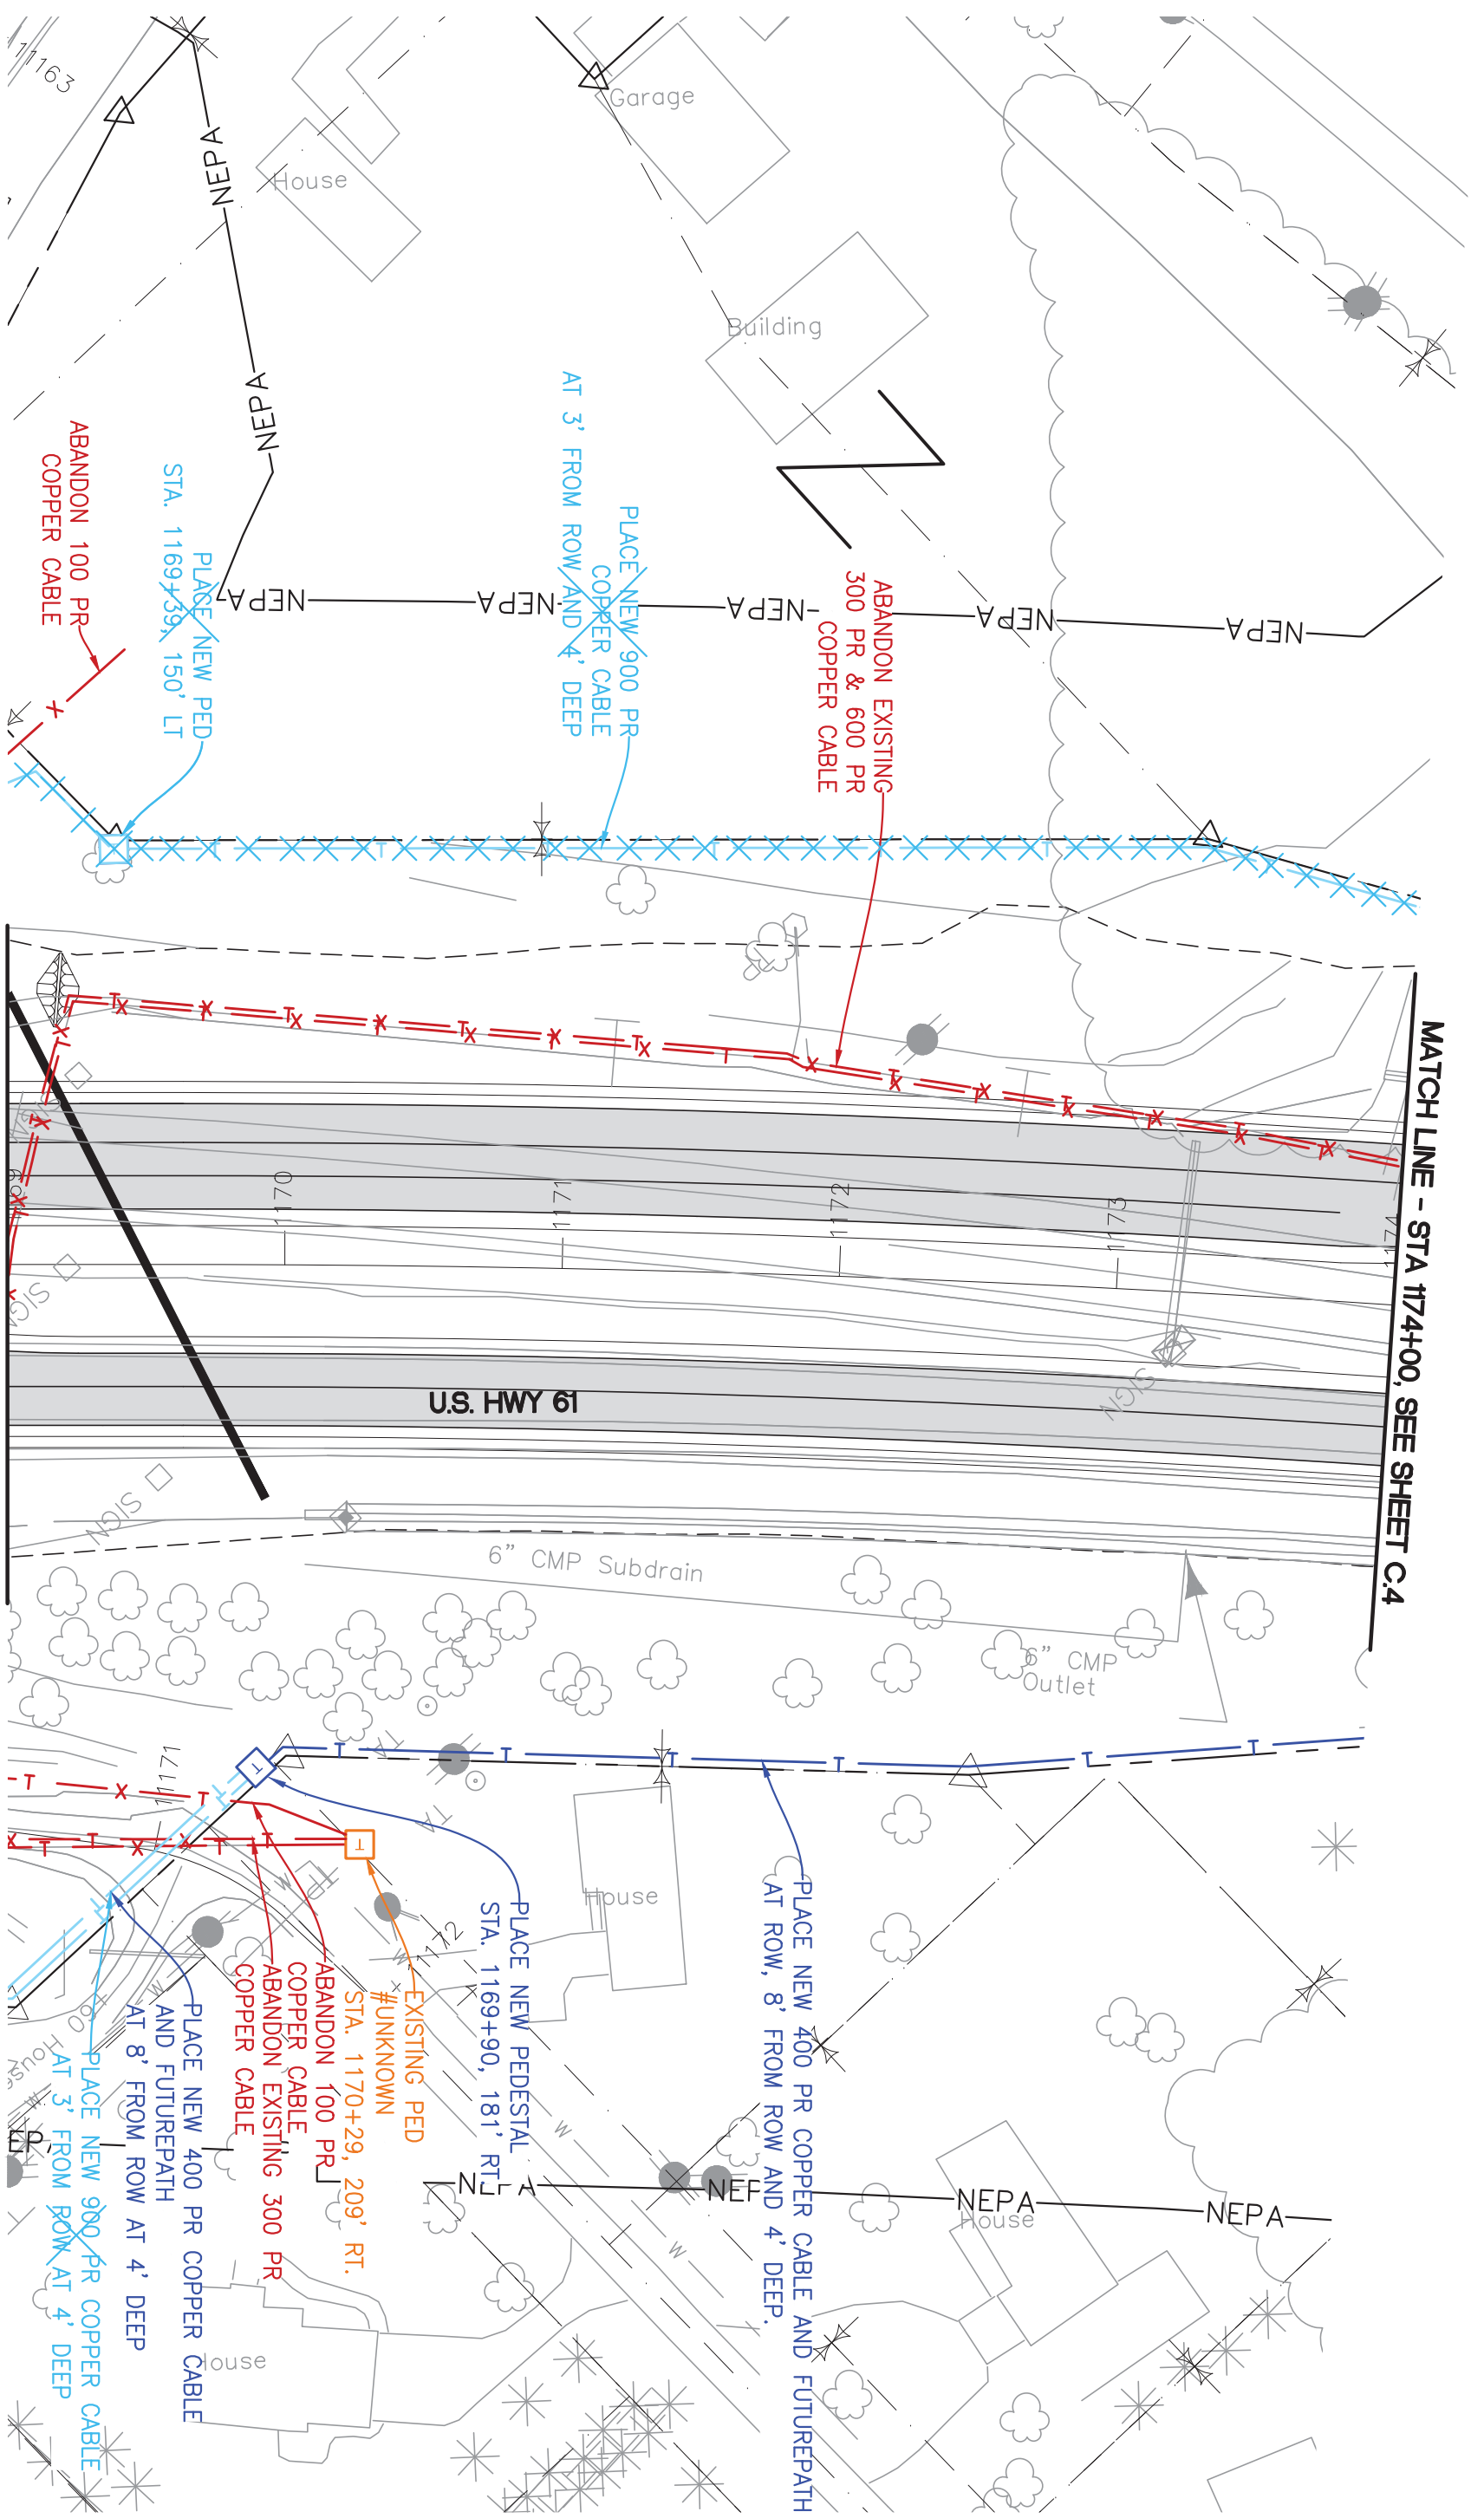 11163
Garage
House
NEPA
Building
NEPA
AT 3' FROM ROW AND 4' DEEP
PLACE NEW 900 PR
COPPER CABLE
ABANDON 100 PR
COPPER CABLE
PLACE NEW PED
STA. 1169+39, 150' LT
ABANDON EXISTING
300 PR & 600 PR
COPPER CABLE
NEPA
NEPA
NEPA
NEPA
NEPA
MATCH LINE - STA 1174+00, SEE SHEET C.4
1170
1171
1172
1173
SIGN
SIGN
U.S. HWY 61
SIGN
6" CMP Subdrain
6" CMP
Outlet
1171
House
1172
PLACE NEW PEDESTAL
STA. 1169+90, 181' RT.
PLACE NEW 400 PR COPPER CABLE AND FUTUREPATH
AT ROW, 8' FROM ROW AND 4' DEEP.
EXISTING PED
#UNKNOWN
STA. 1170+29, 209' RT.
ABANDON 100 PR
COPPER CABLE
ABANDON EXISTING 300 PR
COPPER CABLE
PLACE NEW 400 PR COPPER CABLE
AND FUTUREPATH
AT 8' FROM ROW AT 4' DEEP
PLACE NEW 900 PR COPPER CABLE
AT 3' FROM ROW AT 4' DEEP
NEPA
House
NEPA
House